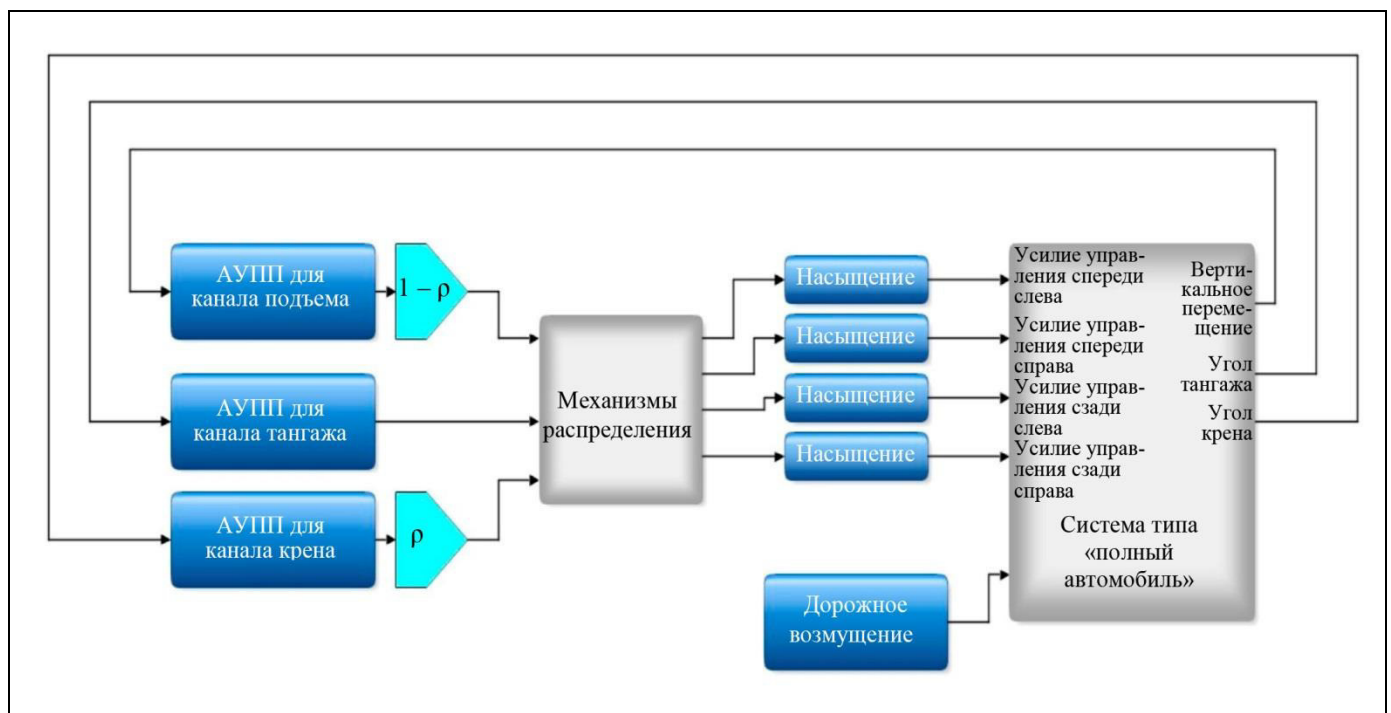 АУПП для
канала подъема
1 – ρ
АУПП для
канала тангажа
АУПП для
канала крена
ρ
Механизмы
распределения
Насыщение
Насыщение
Насыщение
Насыщение
Дорожное
возмущение
Усилие управ-
ления спереди
слева
Усилие управ-
ления спереди
справа
Усилие управ-
ления сзади
слева
Усилие управ-
ления сзади
справа
Верти-
кальное
переме-
щение
Угол
тангажа
Угол
крена
Система типа
«полный
автомобиль»